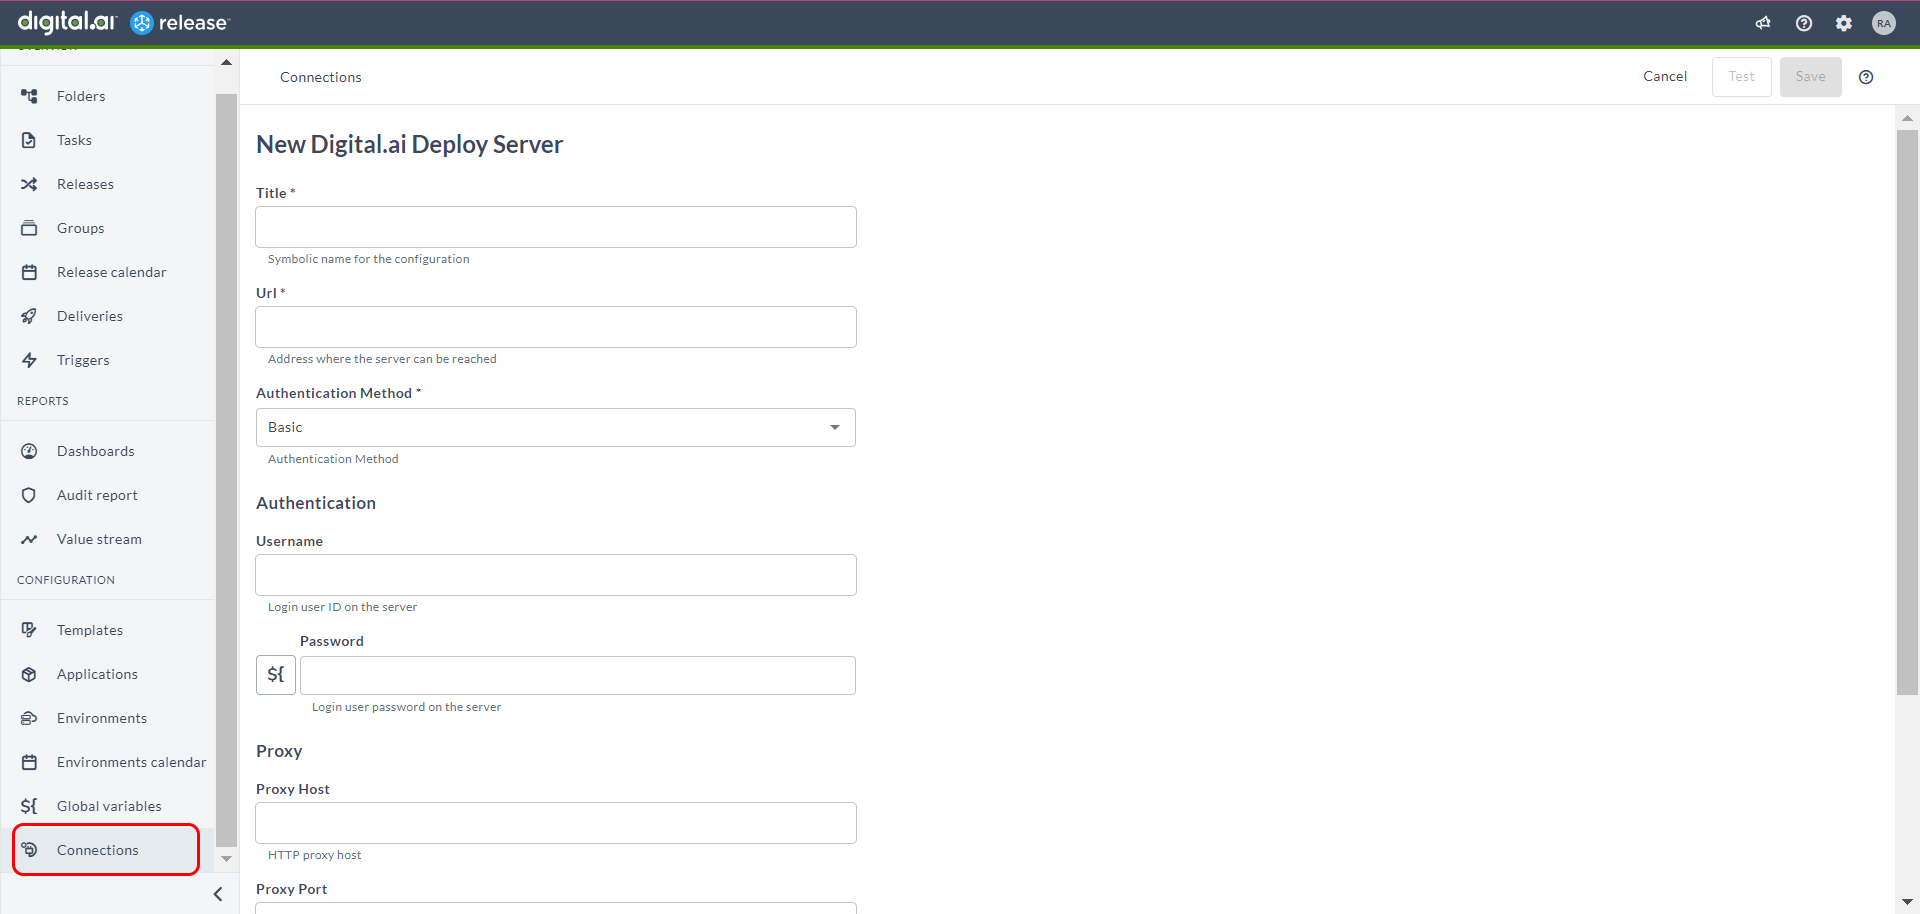 digital.ai release
RA
Folders
Tasks
Releases
Groups
Release calendar
Deliveries
Triggers
REPORTS
Dashboards
Audit report
Value stream
CONFIGURATION
Templates
Applications
Environments
Environments calendar
${ Global variables
Connections
Connections
Cancel
Test
Save
New Digital.ai Deploy Server
Title *
Symbolic name for the configuration
Url *
Address where the server can be reached
Authentication Method *
Basic
Authentication Method
Authentication
Username
Login user ID on the server
Password
${
Login user password on the server
Proxy
Proxy Host
HTTP proxy host
Proxy Port